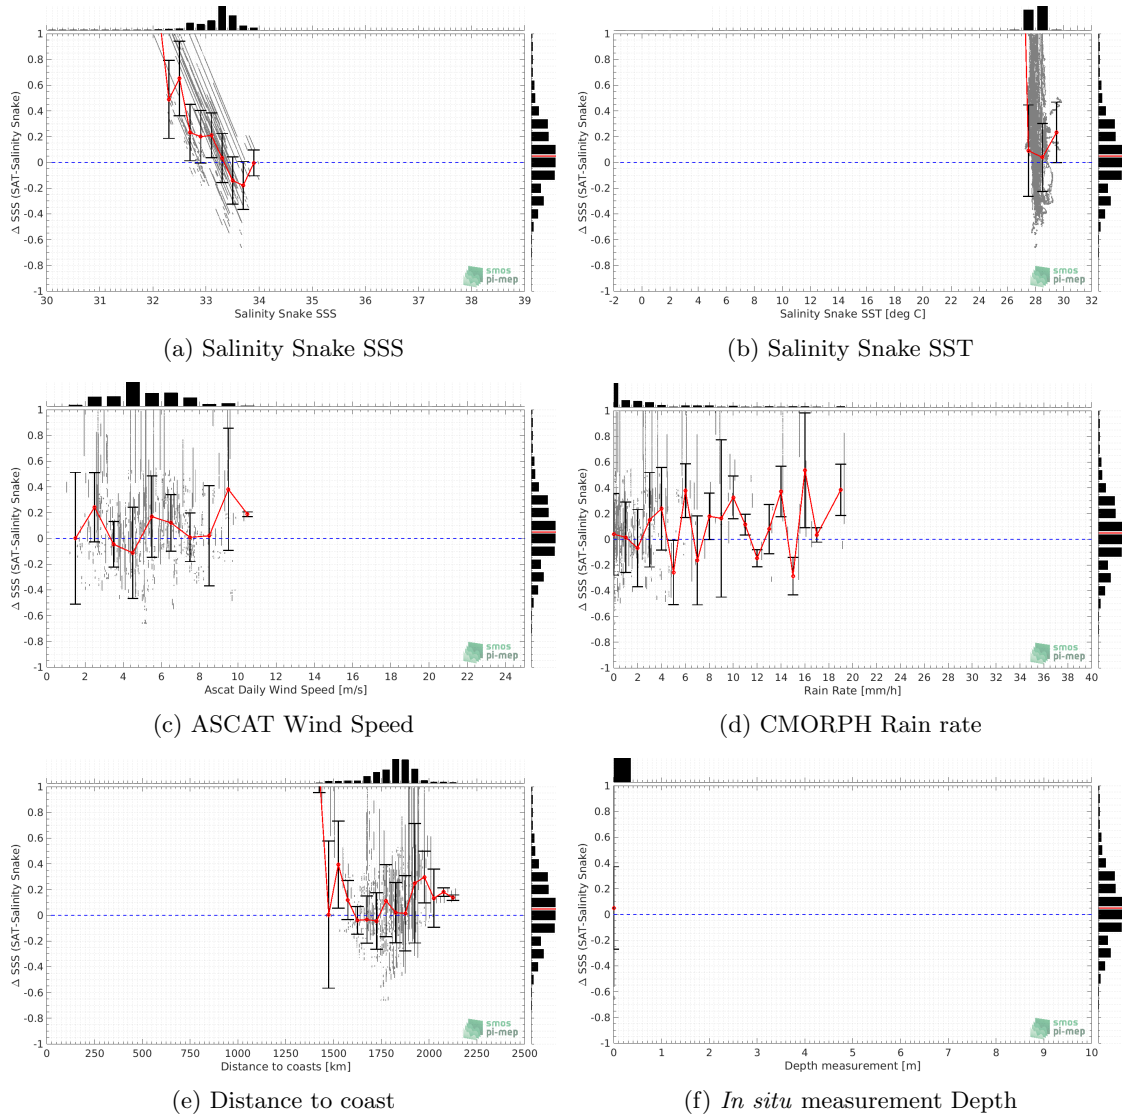 1
0.8
0.6
0.4
0.2
0
-0.2
-0.4
-0.6
-0.8
-1
Δ SSS (SAT-Salinity Snake)
30 31 32 33 34 35 36 37 38 39
Salinity Snake SSS
smos
pi-mep
(a) Salinity Snake SSS
1
0.8
0.6
0.4
0.2
0
-0.2
-0.4
-0.6
-0.8
-1
Δ SSS (SAT-Salinity Snake)
-2 0 2 4 6 8 10 12 14 16 18 20 22 24 26 28 30 32
Salinity Snake SST [deg C]
smos
pi-mep
(b) Salinity Snake SST
1
0.8
0.6
0.4
0.2
0
-0.2
-0.4
-0.6
-0.8
-1
Δ SSS (SAT-Salinity Snake)
0 2 4 6 8 10 12 14 16 18 20 22 24
Ascat Daily Wind Speed [m/s]
smos
pi-mep
(c) ASCAT Wind Speed
1
0.8
0.6
0.4
0.2
0
-0.2
-0.4
-0.6
-0.8
-1
Δ SSS (SAT-Salinity Snake)
0 2 4 6 8 10 12 14 16 18 20 22 24 26 28 30 32 34 36 38 40
Rain Rate [mm/h]
smos
pi-mep
(d) CMORPH Rain rate
1
0.8
0.6
0.4
0.2
0
-0.2
-0.4
-0.6
-0.8
-1
Δ SSS (SAT-Salinity Snake)
0 250 500 750 1000 1250 1500 1750 2000 2250 2500
Distance to coasts [km]
smos
pi-mep
(e) Distance to coast
1
0.8
0.6
0.4
0.2
0
-0.2
-0.4
-0.6
-0.8
-1
Δ SSS (SAT-Salinity Snake)
0 1 2 3 4 5 6 7 8 9 10
Depth measurement [m]
smos
pi-mep
(f) In situ measurement Depth